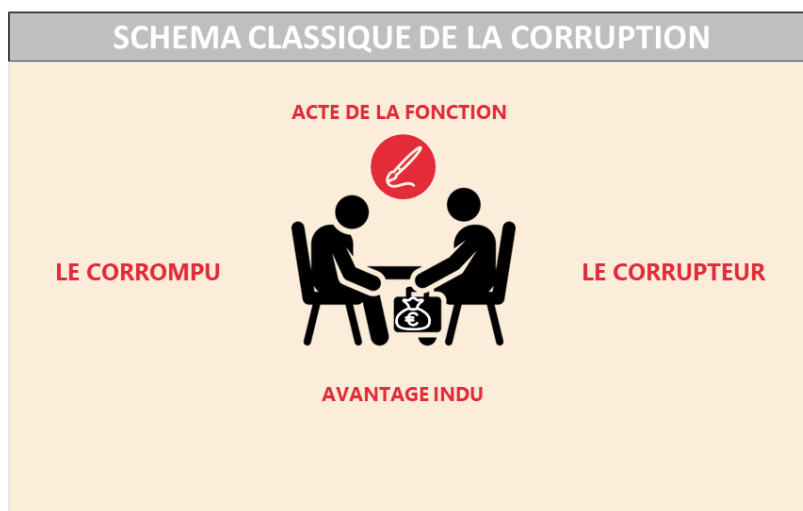 SCHEMA CLASSIQUE DE LA CORRUPTION
ACTE DE LA FONCTION
LE CORROMPU
LE CORRUPTEUR
€
AVANTAGE INDU